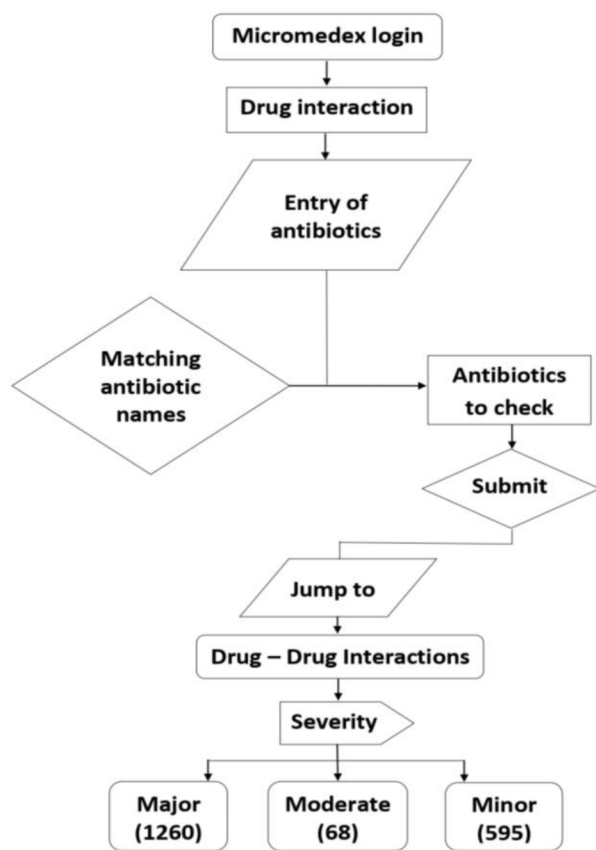 Micromedex login
Drug interaction
Entry of
antibiotics
Matching
antibiotic
names
Antibiotics
to check
Submit
Jump to
Drug – Drug Interactions
Severity
Major
(1260)
Moderate
(68)
Minor
(595)